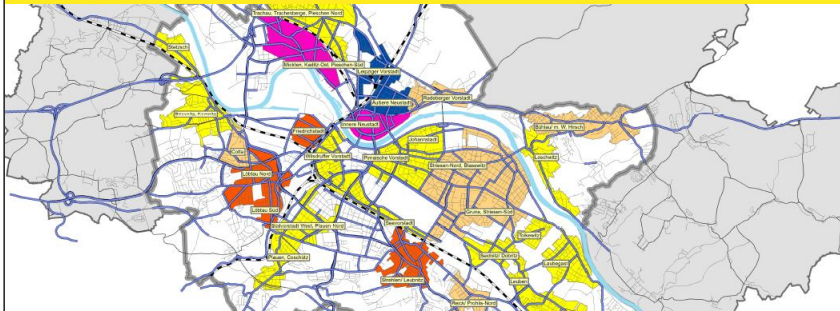 Trachau, Trachenberge, Pieschen Nord
Stetzsch
Mickten, Kaditz-Ost, Pieschen-Süd
Leipziger Vorstadt
Radeberger Vorstadt
Äußere Neustadt
Innere Neustadt
Bühlau/ n. W. Hirsch
Friedrichstadt
Johannstadt
Cotta
Wilsdruffer Vorstadt
Pirnaische Vorstadt
Loschwitz
Striesen-Nord, Blasewitz
Löbtau Nord
Löbtau Süd
Gruna, Striesen-Süd
Seevorstadt
Südvorstadt West, Plauen Nord
Tolkewitz
Seidnitz/ Dobritz
Plauen, Coschütz
Laubegast
Strehlen/ Leubnitz
Leuben
Reick/ Prohlis-Nord